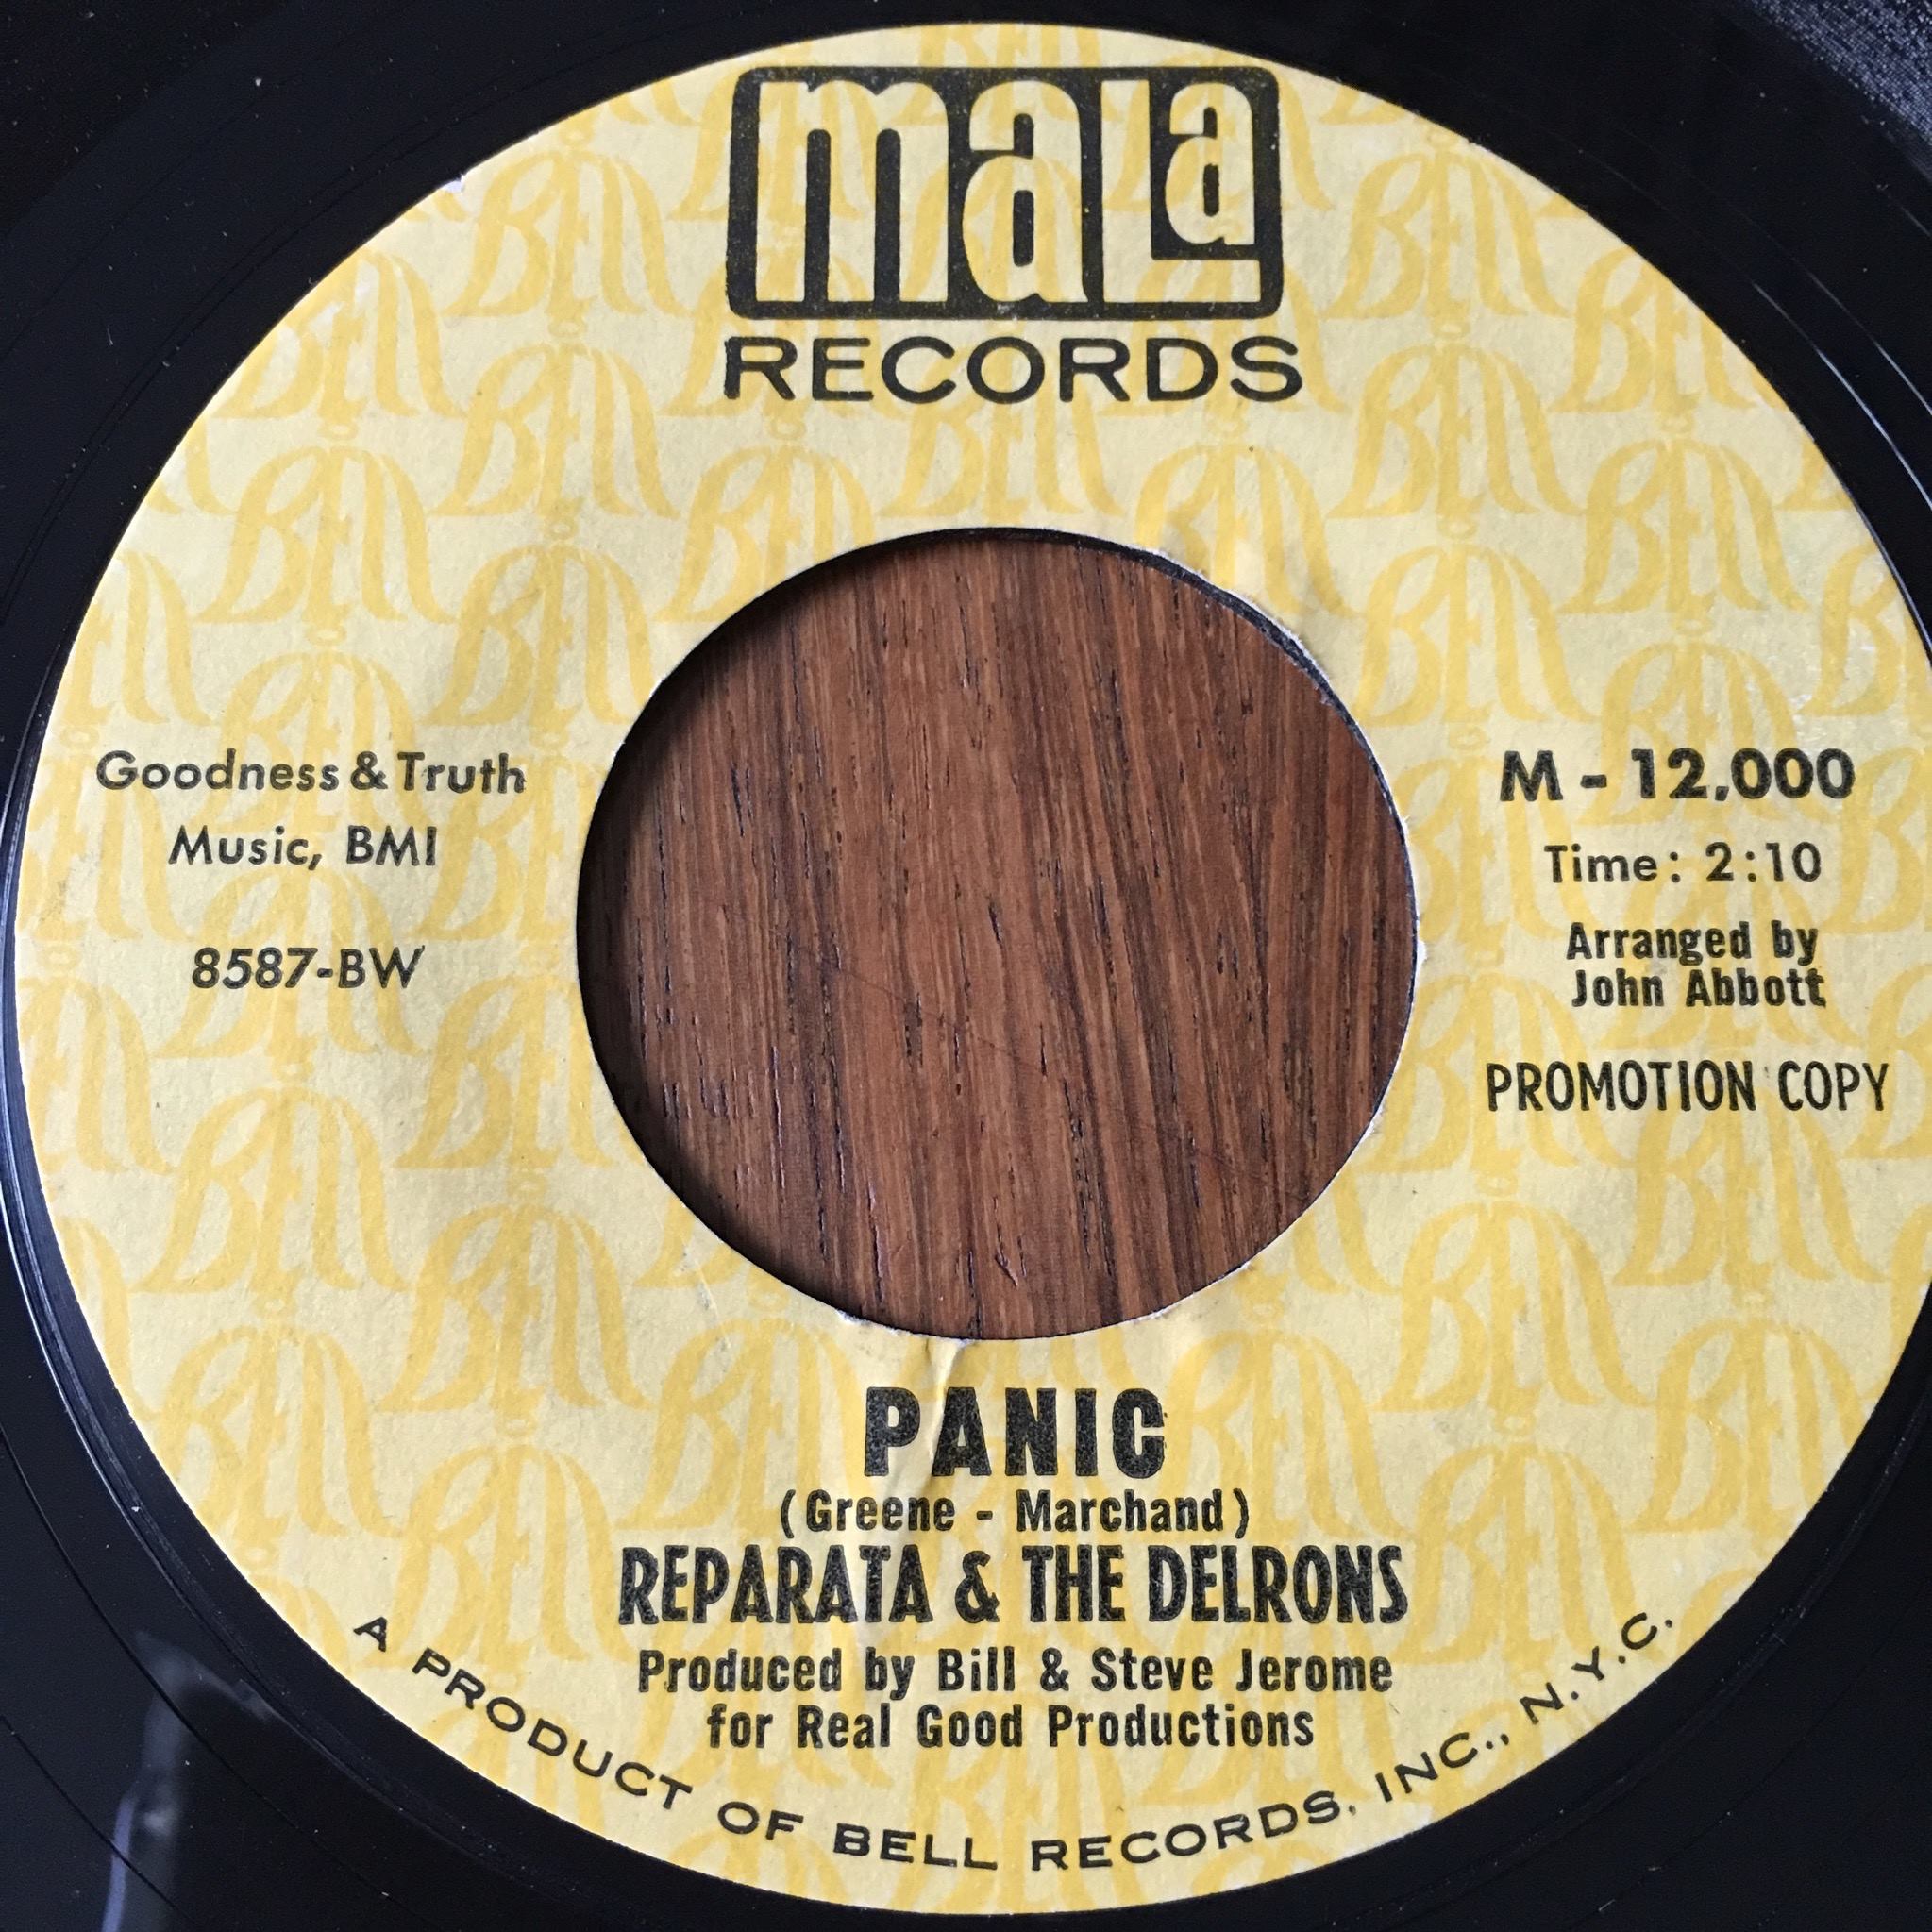 mala
RECORDS
Goodness & Truth
Music, BMI
8587-BW
M - 12,000
Time: 2:10
Arranged by
John Abbott
PROMOTION COPY
PANIC
(Greene - Marchand)
REPARATA & THE DELRONS
Produced by Bill & Steve Jerome
for Real Good Productions
A PRODUCT OF BELL RECORDS, INC., N.Y.C.